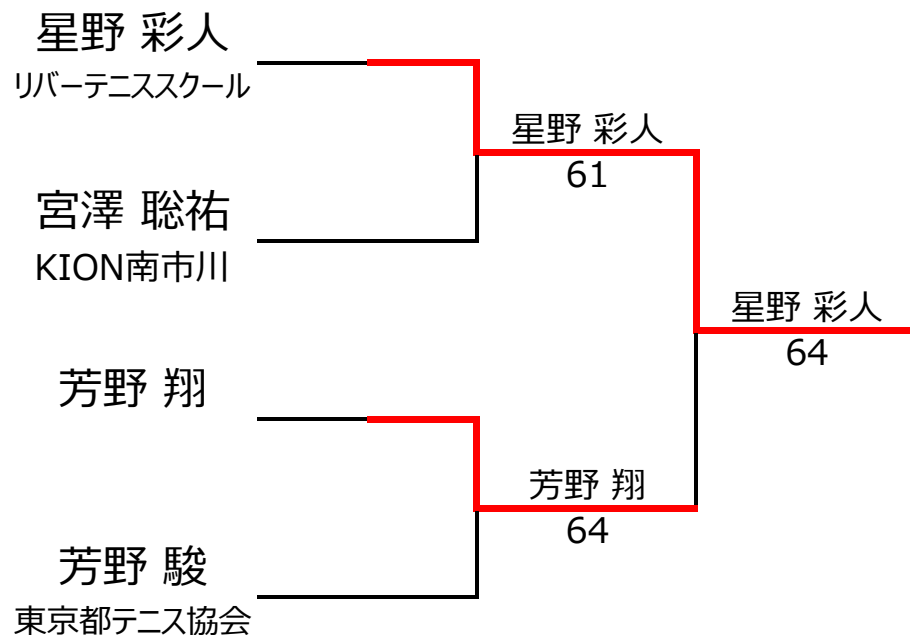 星野 彩人
リバーテニススクール
星野 彩人
61
宮澤 聡祐
KION南市川
星野 彩人
64
芳野 翔
芳野 翔
64
芳野 駿
東京都テニス協会